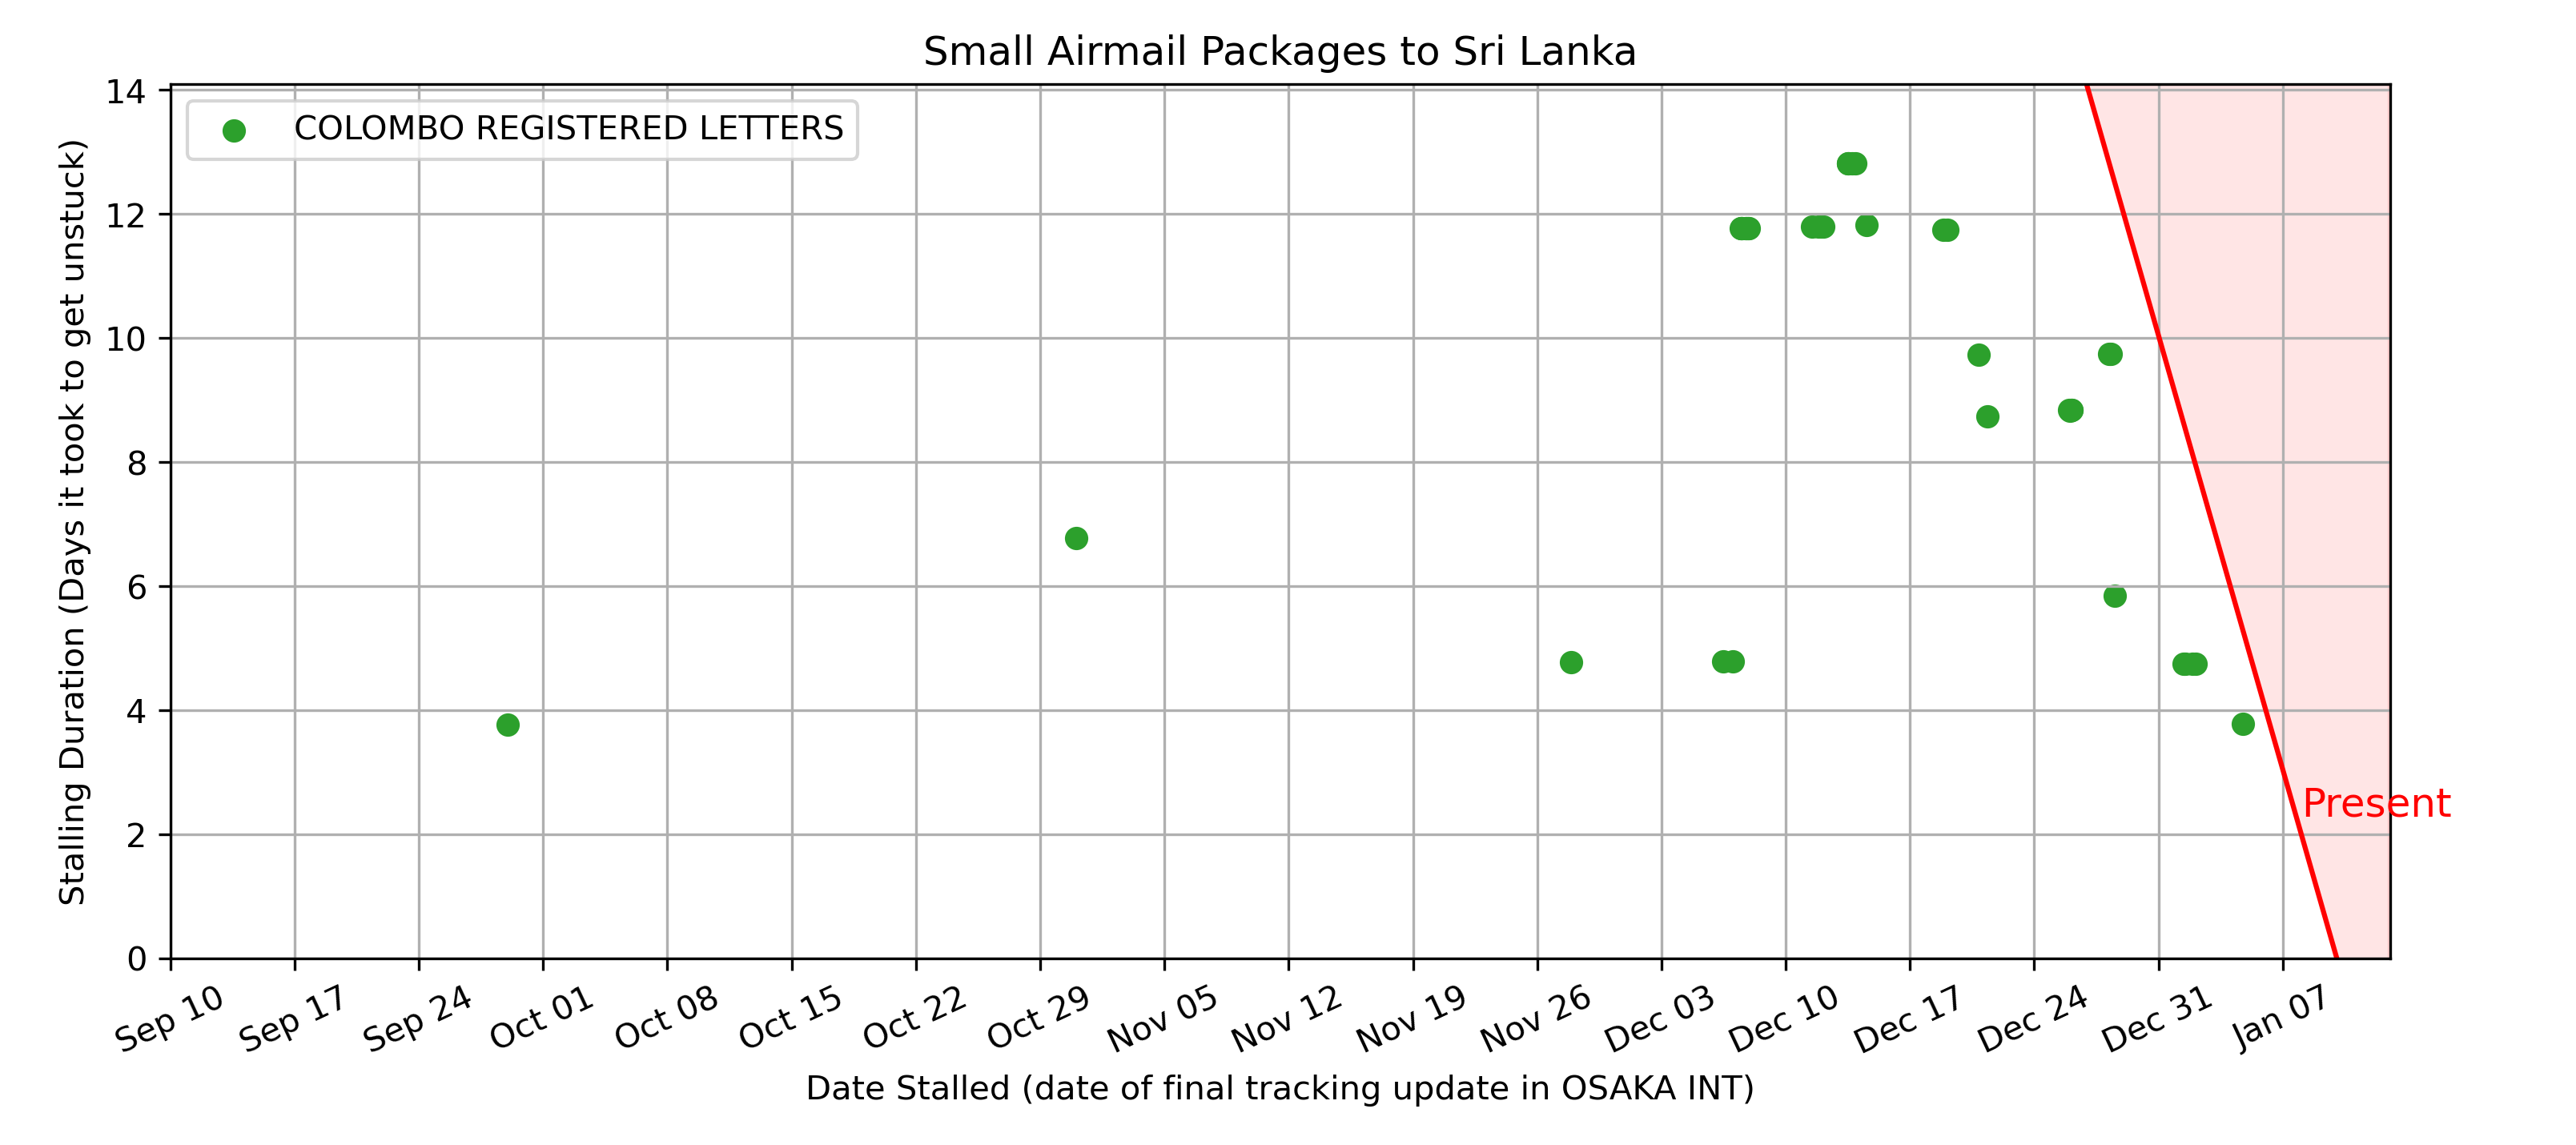 Small Airmail Packages to Sri Lanka
COLOMBO REGISTERED LETTERS
Stalling Duration (Days it took to get unstuck)
14
12
10
8
6
4
2
0
Present
Sep 10 Sep 17 Sep 24 Oct 01 Oct 08 Oct 15 Oct 22 Oct 29 Nov 05 Nov 12 Nov 19 Nov 26 Dec 03 Dec 10 Dec 17 Dec 24 Dec 31 Jan 07
Date Stalled (date of final tracking update in OSAKA INT)